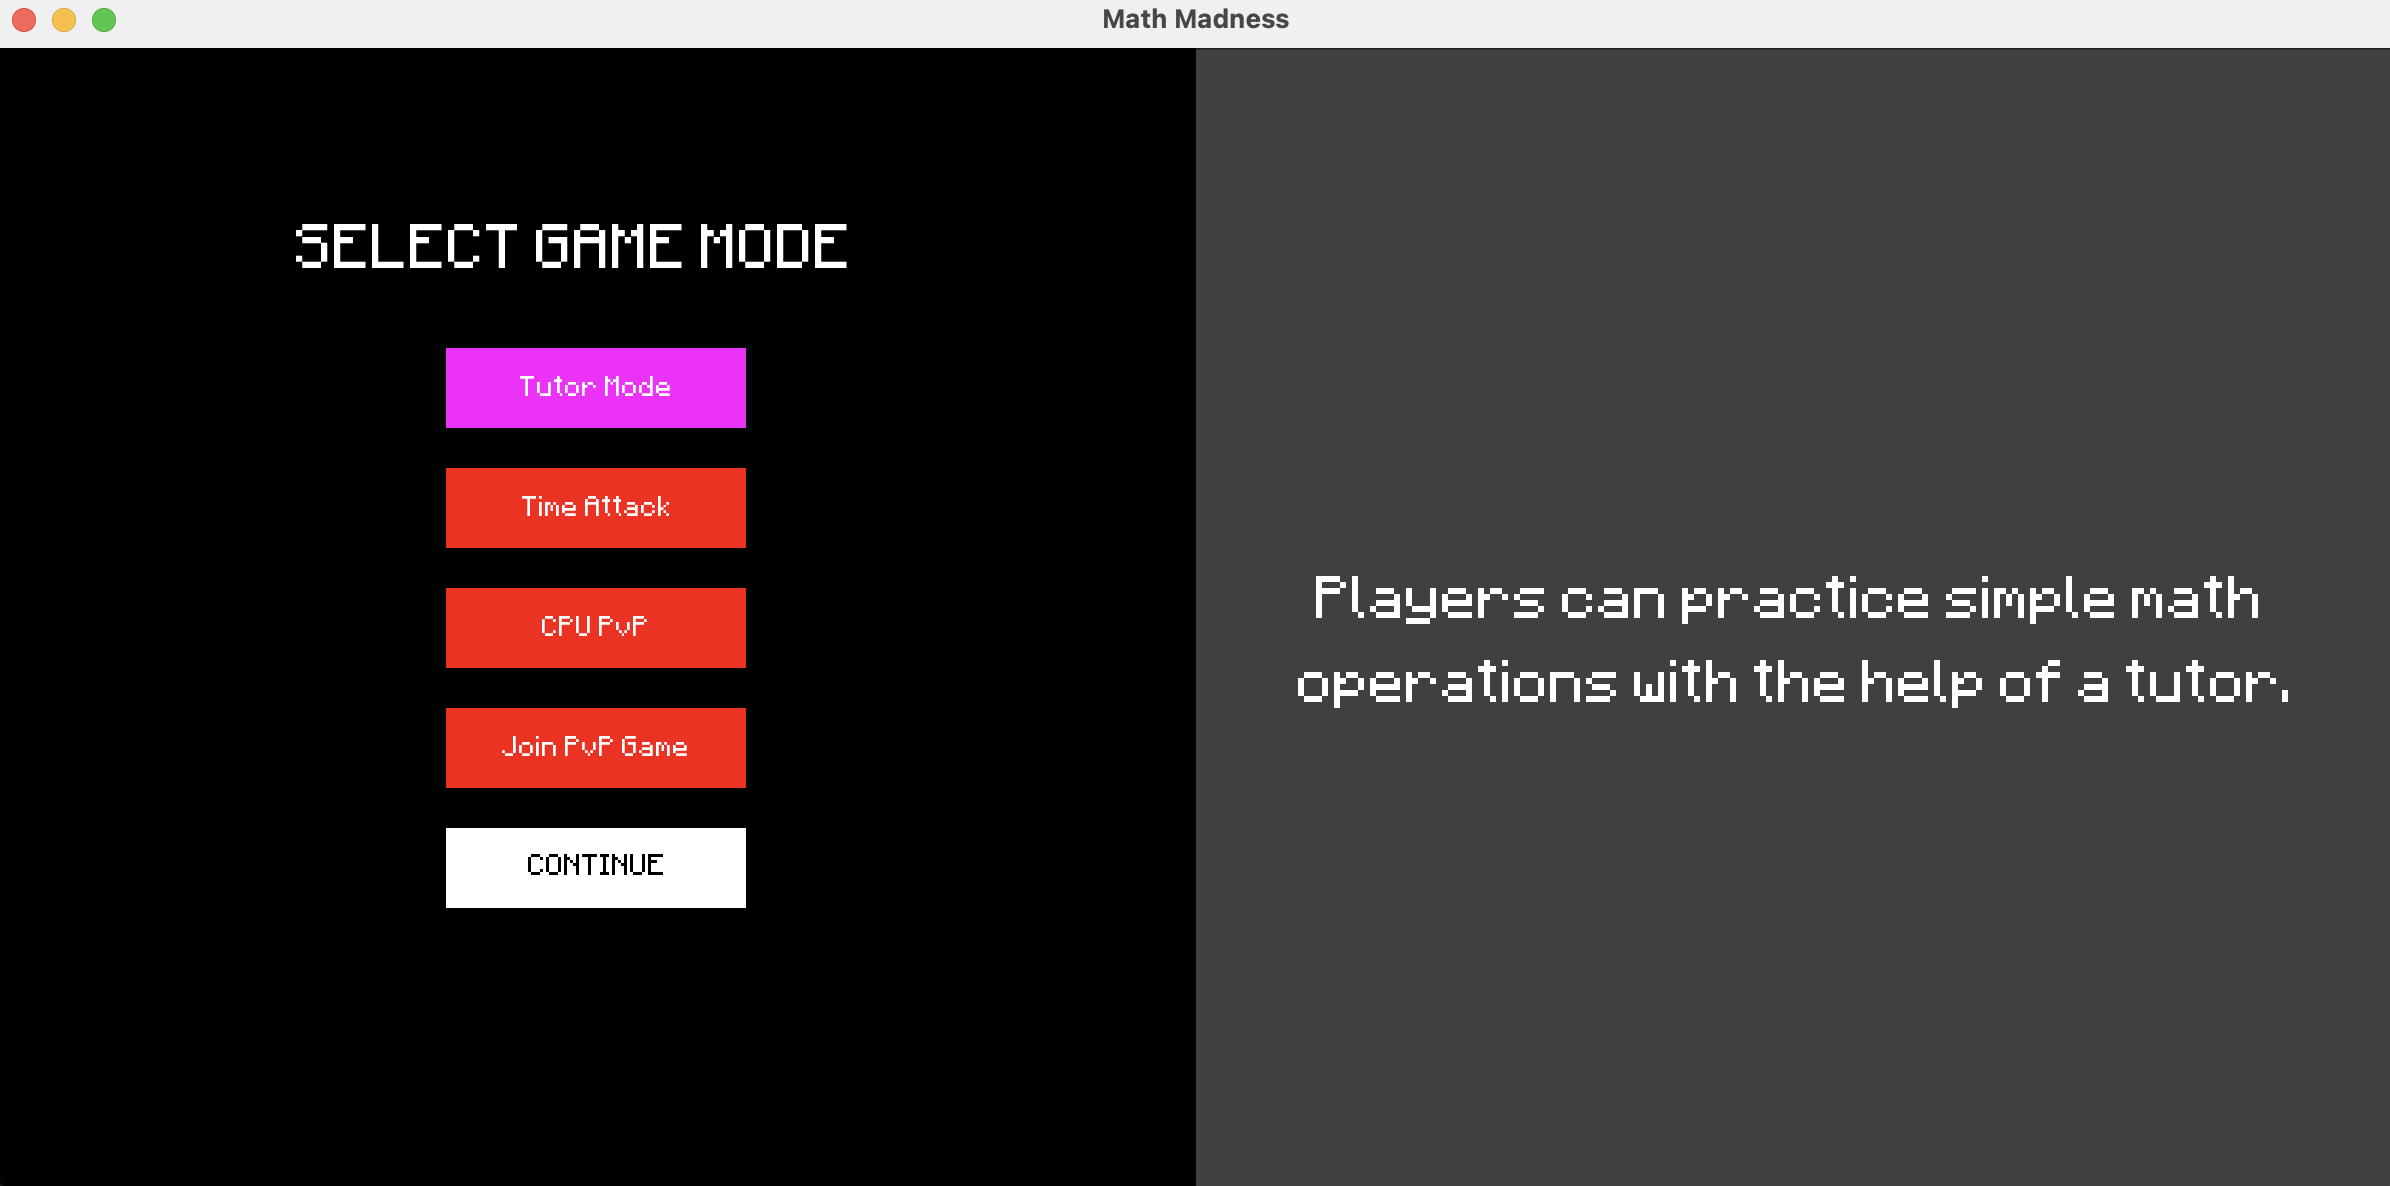 Math Madness
SELECT GAME MODE
Tutor Mode
Time Attack
CPU PvP
Join PvP Game
CONTINUE
Players can practice simple math
operations with the help of a tutor.